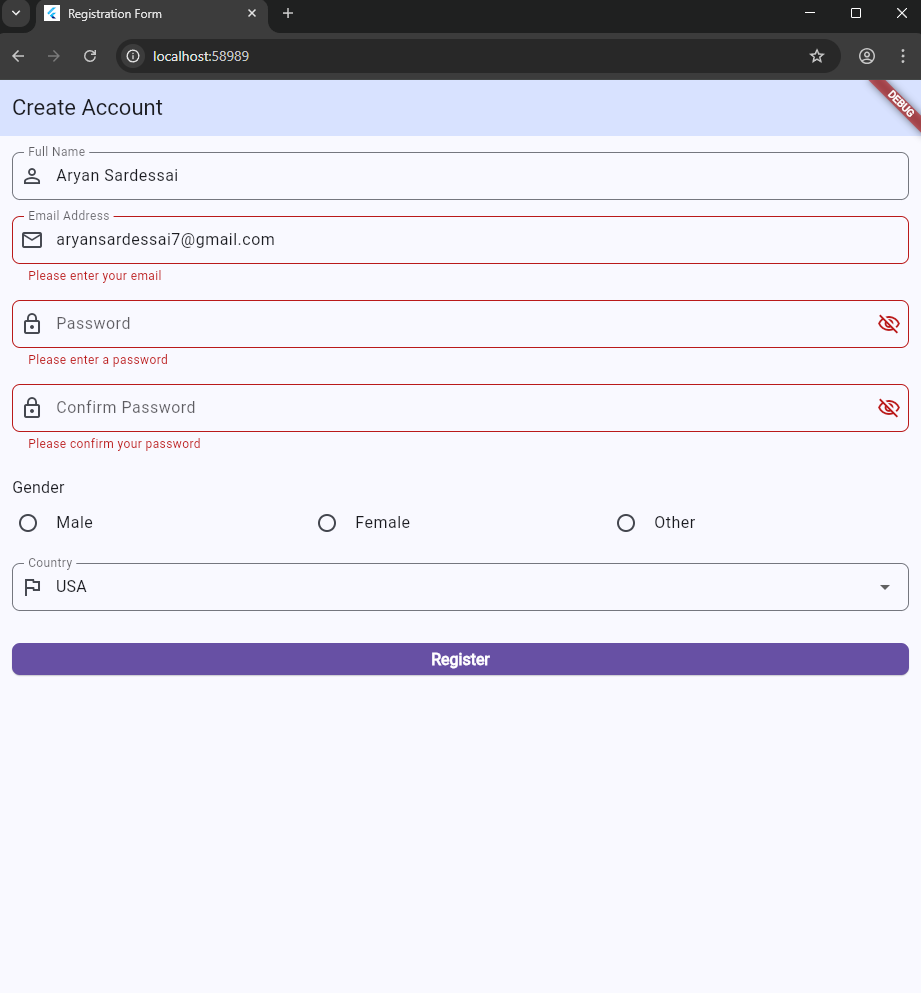 Registration Form
localhost:58989
Create Account
DEBUG
Full Name
Aryan Sardessai
Email Address
aryansardessai7@gmail.com
Please enter your email
Password
Please enter a password
Confirm Password
Please confirm your password
Gender
Male Female Other
Country
USA
Register